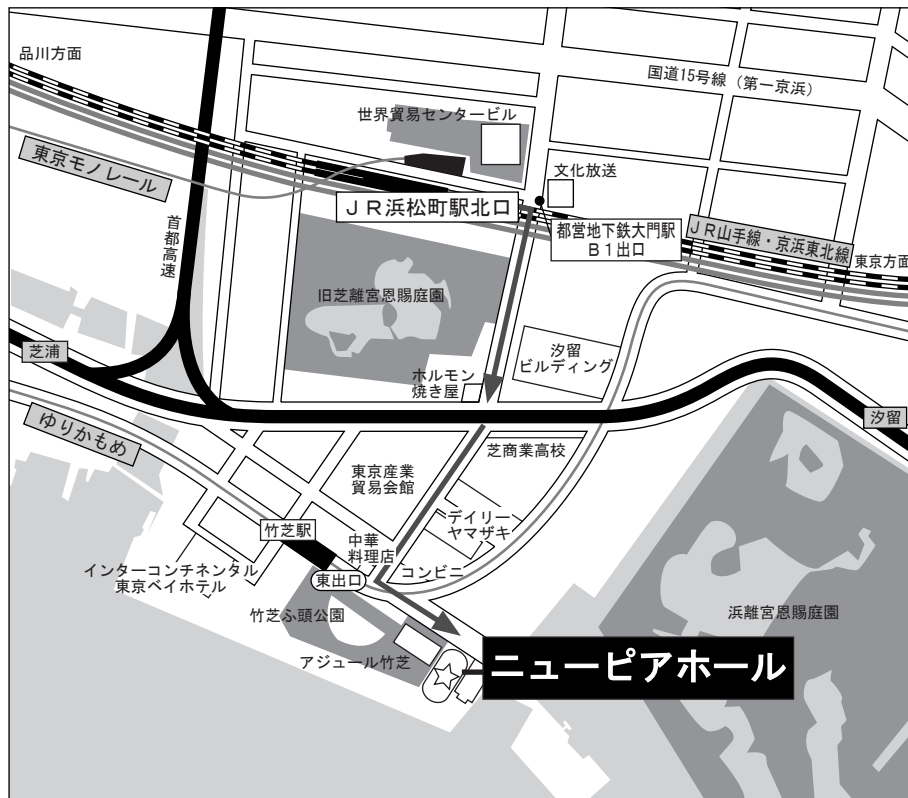 品川方面
国道15号線（第一京浜）
世界貿易センタービル
東京モノレール
文化放送
ＪＲ浜松町駅北口
都営地下鉄大門駅
Ｂ１出口
ＪＲ山手線・京浜東北線
東京方面
首都高速
旧芝離宮恩賜庭園
芝浦
汐留
ビルディング
ホルモン
焼き屋
汐留
ゆりかもめ
芝商業高校
東京産業
貿易会館
デイリー
ヤマザキ
竹芝駅
中華
料理店
コンビニ
インターコンチネンタル
東京ベイホテル
東出口
竹芝ふ頭公園
浜離宮恩賜庭園
アジュール竹芝
ニューピアホール